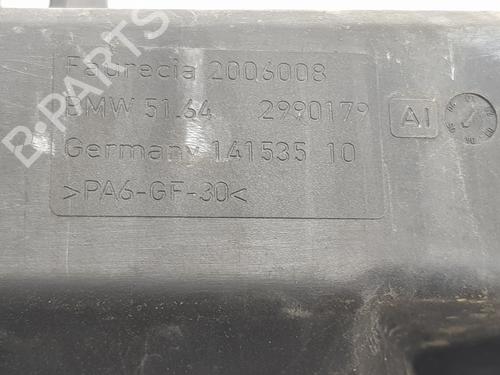 B-PARTS
Faurecia 2006008
BMW 51.64 2990179
Germany 141535 10
>PA6-GF-30<
AI